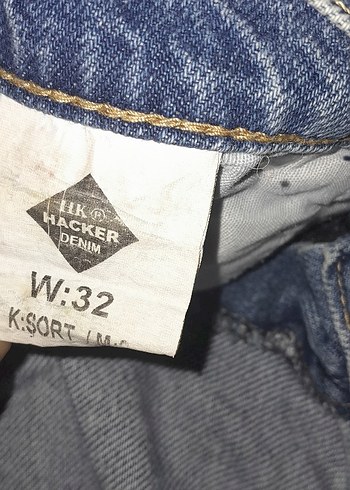 HK ®
HACKER
DENIM
W:32
K:SORT / M: